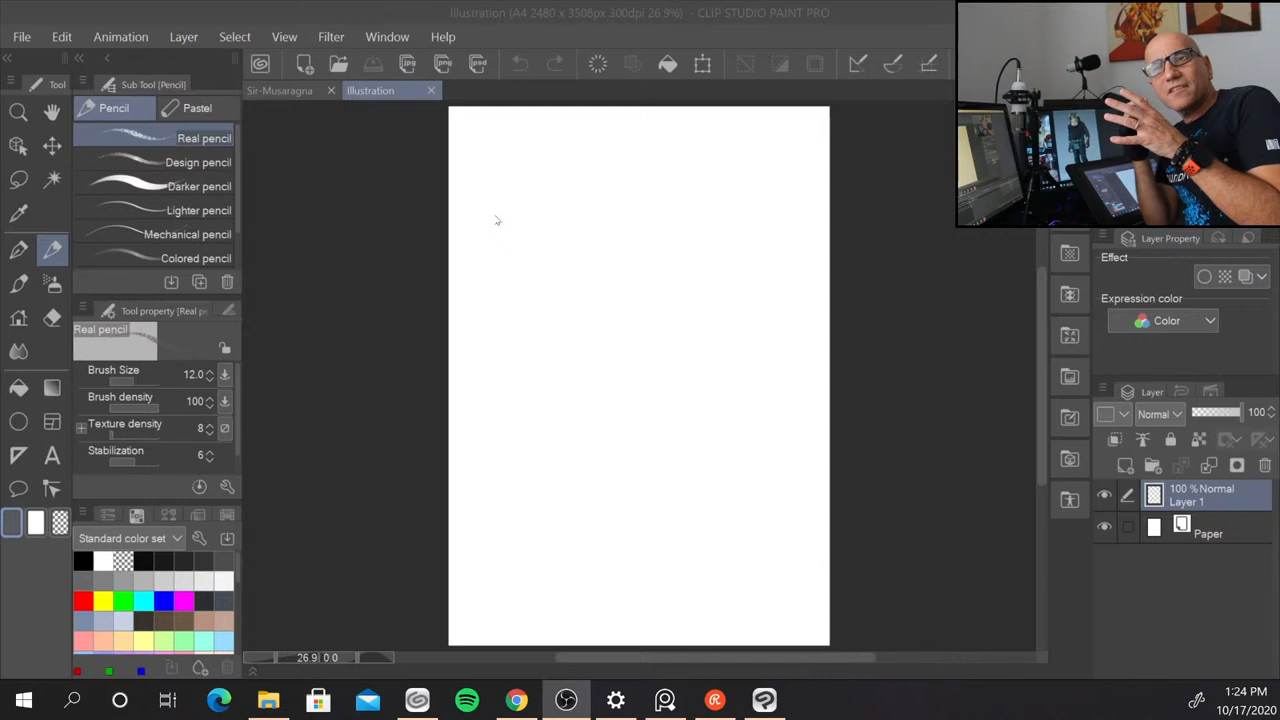 Illustration (A4 2480 x 3508px 300dpi 26.9%) - CLIP STUDIO PAINT PRO
File Edit Animation Layer Select View Filter Window Help
Tool
Sub Tool [Pencil]
Sir-Musaragna
Illustration
Pencil
Pastel
Real pencil
Design pencil
Darker pencil
Lighter pencil
Mechanical pencil
Colored pencil
Tool property [Real pe
Real pencil
Brush Size 12.0
Brush density 100
Texture density 8
Stabilization 6
Standard color set
26.9 0.0
Layer Property
Effect
Expression color
Color
Layer
Normal 100
100 % Normal
Layer 1
Paper
1:24 PM
10/17/2020